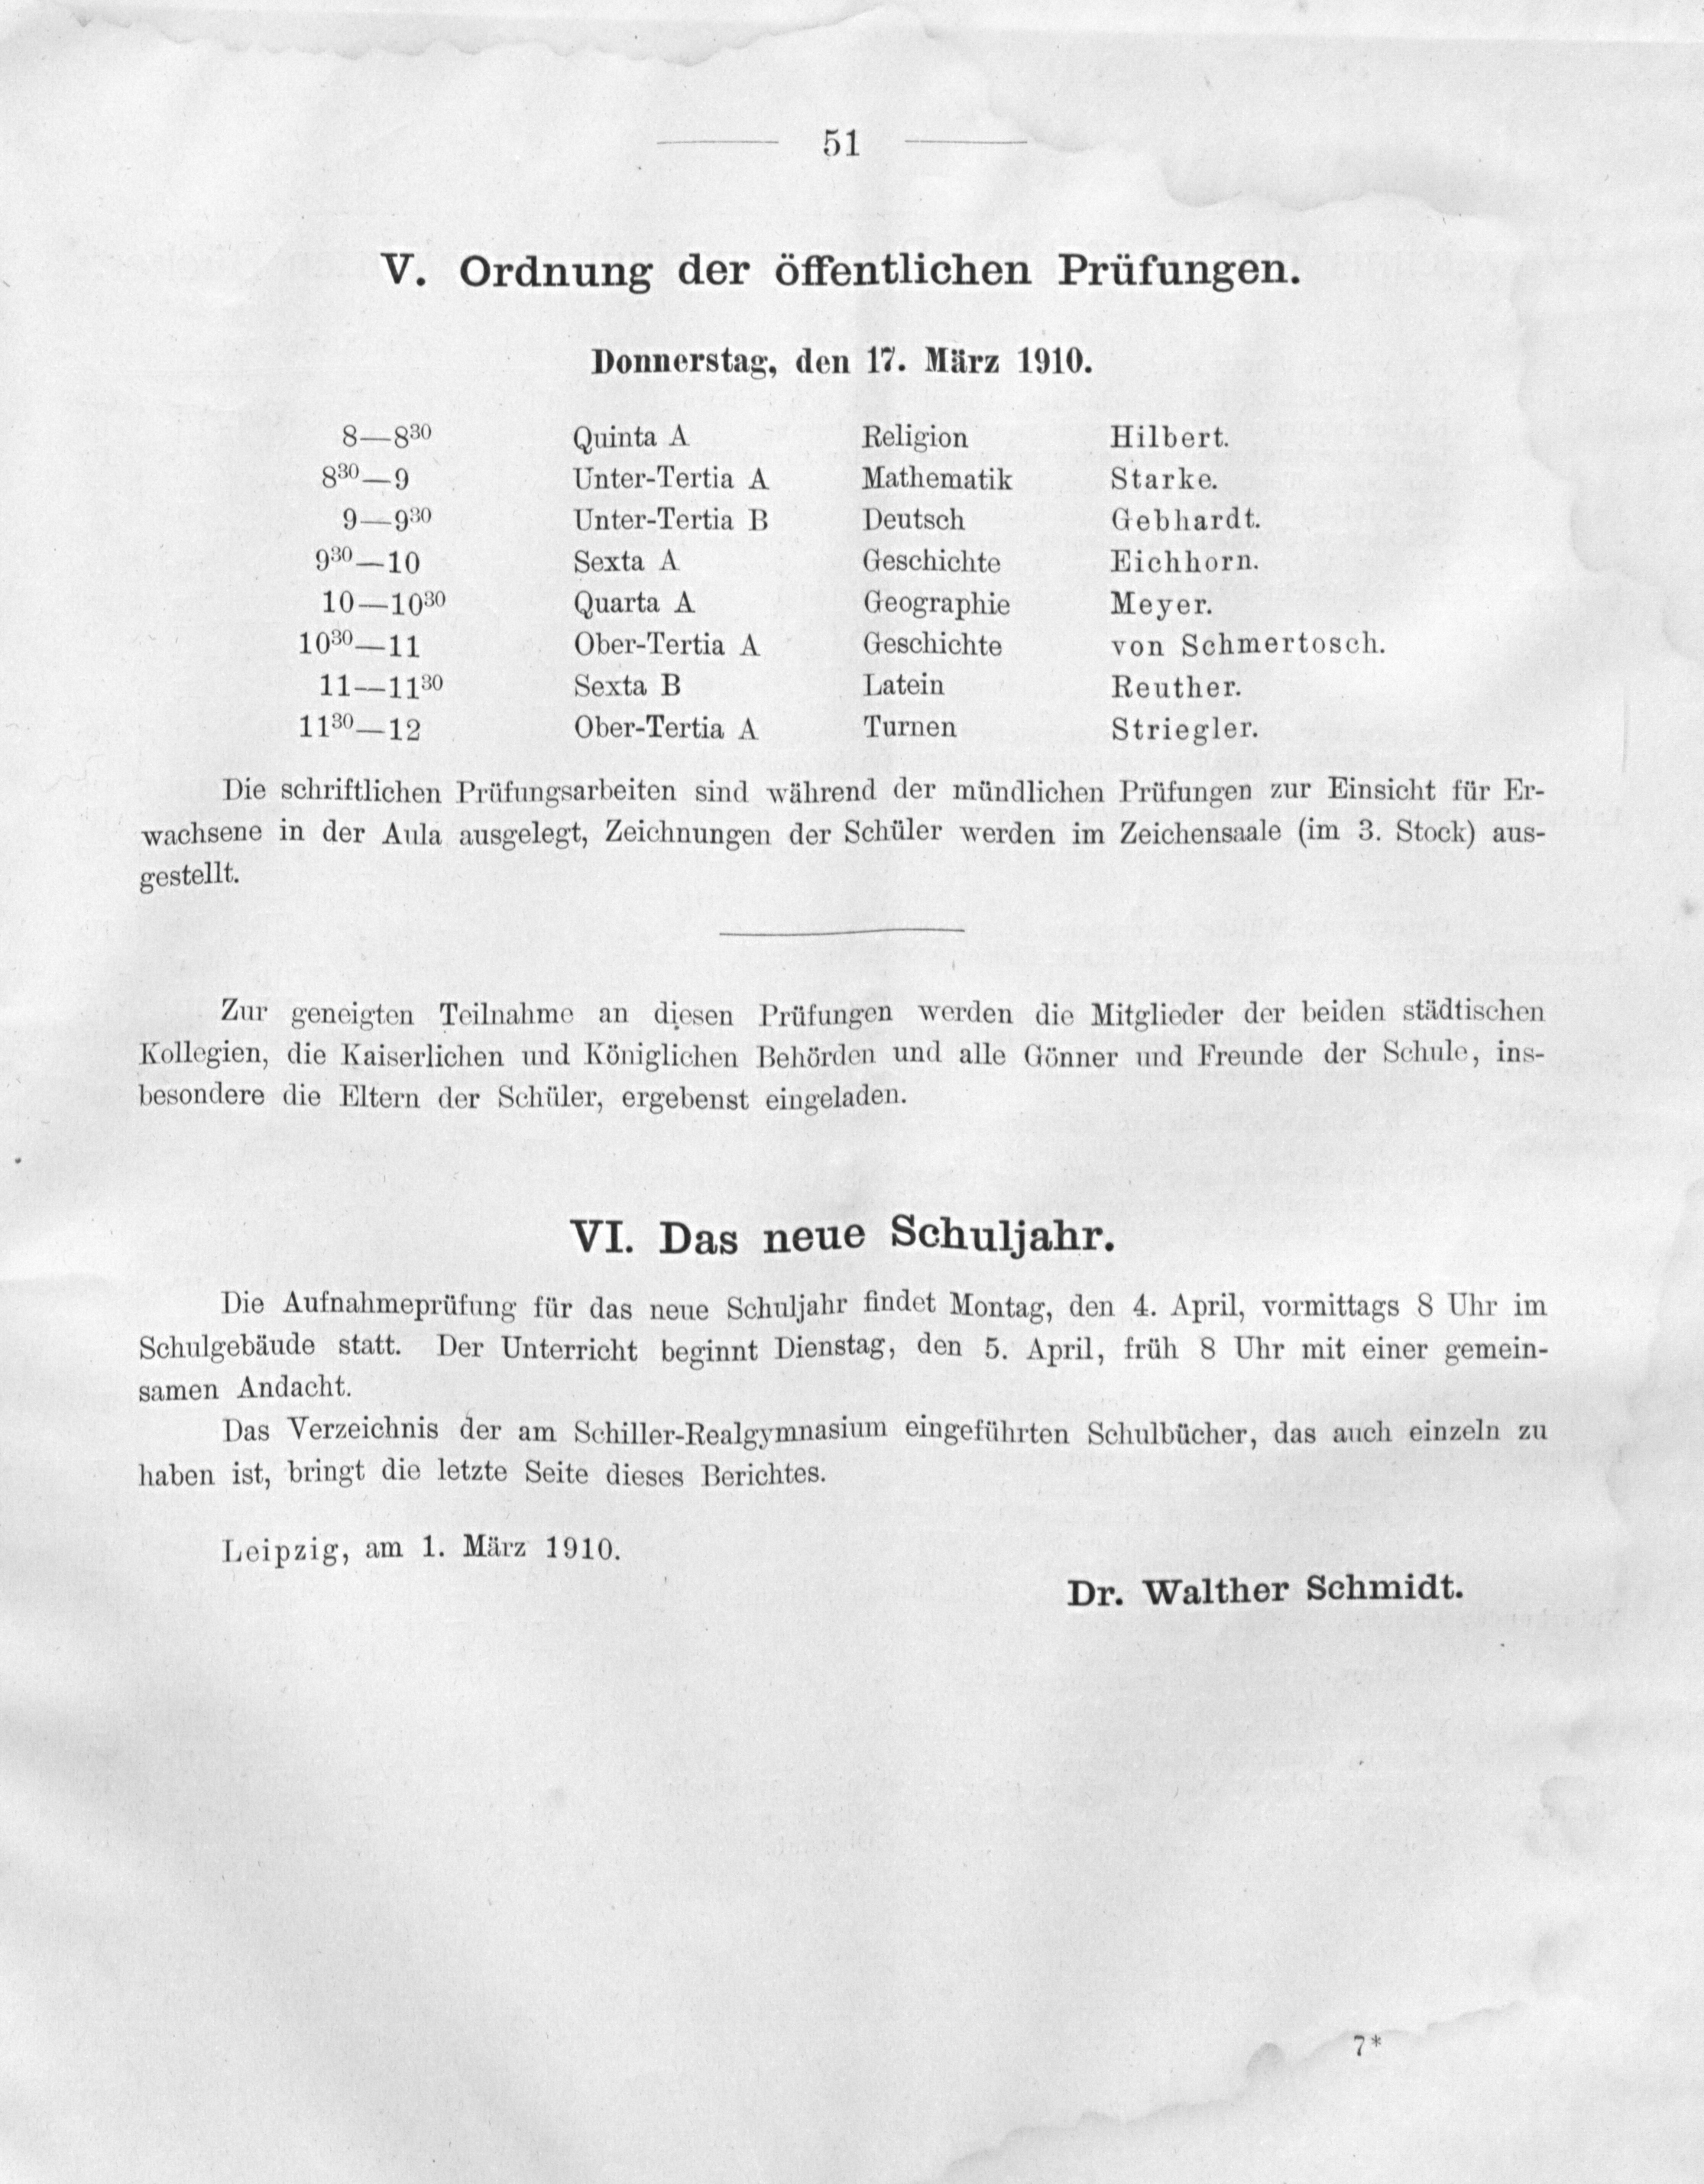 51
V. Ordnung der öffentlichen Prüfungen.
Donnerstag, den 17. März 1910.
8—8³⁰ Quinta A Religion Hilbert.
8³⁰—9 Unter-Tertia A Mathematik Starke.
9—9³⁰ Unter-Tertia B Deutsch Gebhardt.
9³⁰—10 Sexta A Geschichte Eichhorn.
10—10³⁰ Quarta A Geographie Meyer.
10³⁰—11 Ober-Tertia A Geschichte von Schmertosch.
11—11³⁰ Sexta B Latein Reuther.
11³⁰—12 Ober-Tertia A Turnen Striegler.
Die schriftlichen Prüfungsarbeiten sind während der mündlichen Prüfungen zur Einsicht für Er-
wachsene in der Aula ausgelegt, Zeichnungen der Schüler werden im Zeichensaale (im 3. Stock) aus-
gestellt.
Zur geneigten Teilnahme an diesen Prüfungen werden die Mitglieder der beiden städtischen
Kollegien, die Kaiserlichen und Königlichen Behörden und alle Gönner und Freunde der Schule, ins-
besondere die Eltern der Schüler, ergebenst eingeladen.
VI. Das neue Schuljahr.
Die Aufnahmeprüfung für das neue Schuljahr findet Montag, den 4. April, vormittags 8 Uhr im
Schulgebäude statt. Der Unterricht beginnt Dienstag, den 5. April, früh 8 Uhr mit einer gemein-
samen Andacht.
Das Verzeichnis der am Schiller-Realgymnasium eingeführten Schulbücher, das auch einzeln zu
haben ist, bringt die letzte Seite dieses Berichtes.
Leipzig, am 1. März 1910.
Dr. Walther Schmidt.
7*